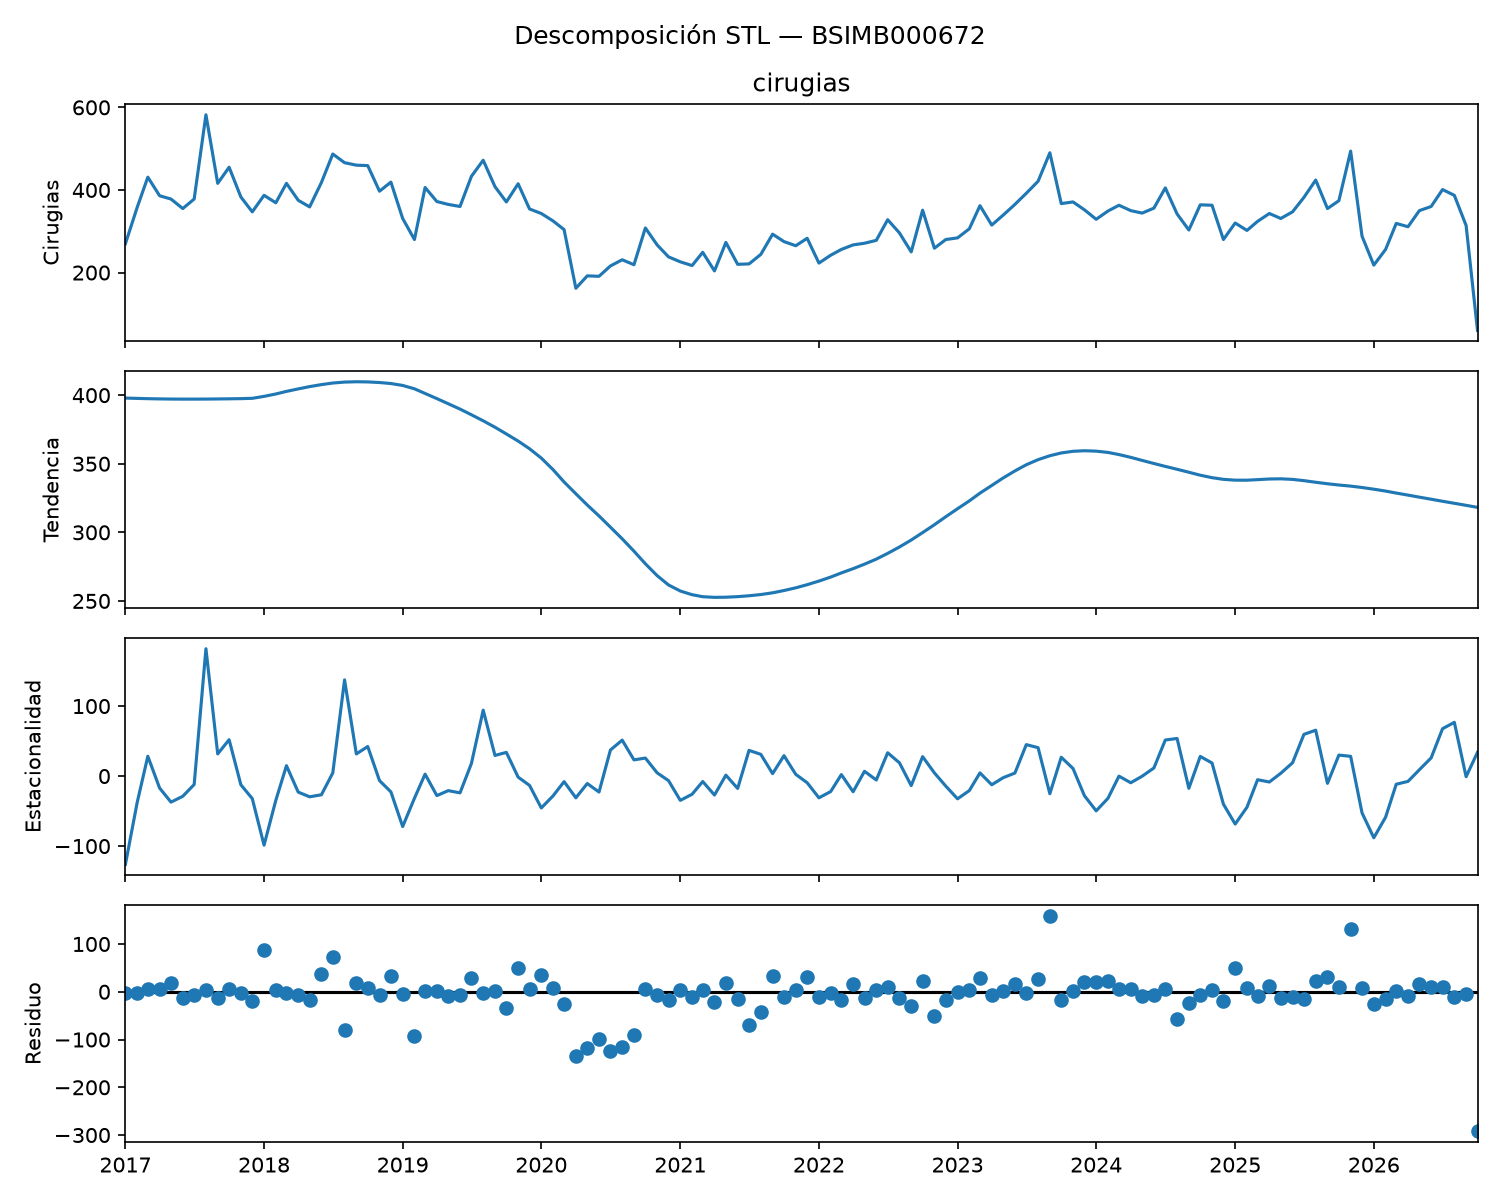 Descomposición STL — BSIMB000672
cirugias
600
400
200
Cirugias
400
350
300
250
Tendencia
100
0
−100
Estacionalidad
100
0
−100
−200
−300
Residuo
2017 2018 2019 2020 2021 2022 2023 2024 2025 2026